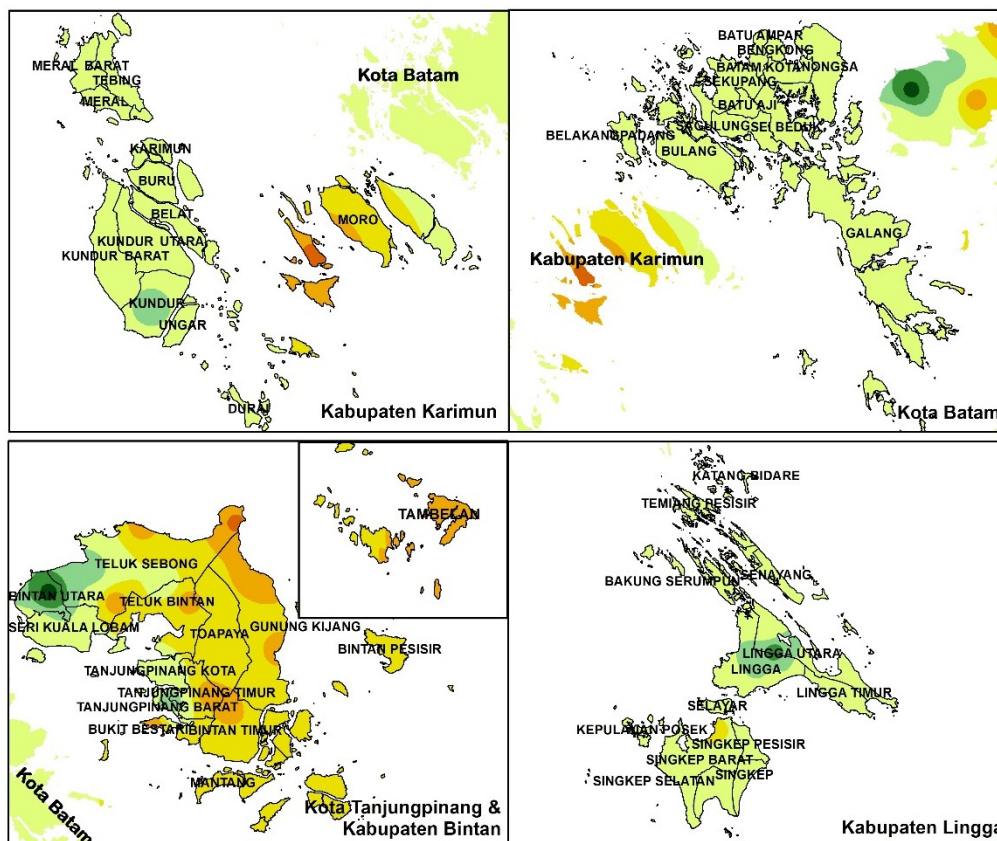 MERAL BARAT
TEBING
MERAL
Kota Batam
KARIMUN
BURU
BELAT
MORO
KUNDUR UTARA
KUNDUR BARAT
KUNDUR
UNGAR
DURAI
Kabupaten Karimun
BATU AMPAR
BENGKONG
BATAM KOTA
NONGSA
SEKUPANG
BATU AJI
SAGULUNG
SEI BEDUK
BELAKANGPADANG
BULANG
GALANG
Kabupaten Karimun
Kota Batam
TAMBELAN
TELUK SEBONG
BINTAN UTARA
TELUK BINTAN
SERI KUALA LOBAM
TOAPAYA
GUNUNG KIJANG
BINTAN PESISIR
TANJUNGPINANG KOTA
TANJUNGPINANG TIMUR
TANJUNGPINANG BARAT
BUKIT BESTARI
BINTAN TIMUR
MANTANG
Kota Batam
Kota Tanjungpinang &
Kabupaten Bintan
KATANG BIDARE
TEMIANG PESISIR
BAKUNG SERUMPUN
SENAYANG
LINGGA UTARA
LINGGA
LINGGA TIMUR
SELAYAR
KEPULAUAN POSEK
SINGKEP PESISIR
SINGKEP BARAT
SINGKEP
SINGKEP SELATAN
Kabupaten Lingga